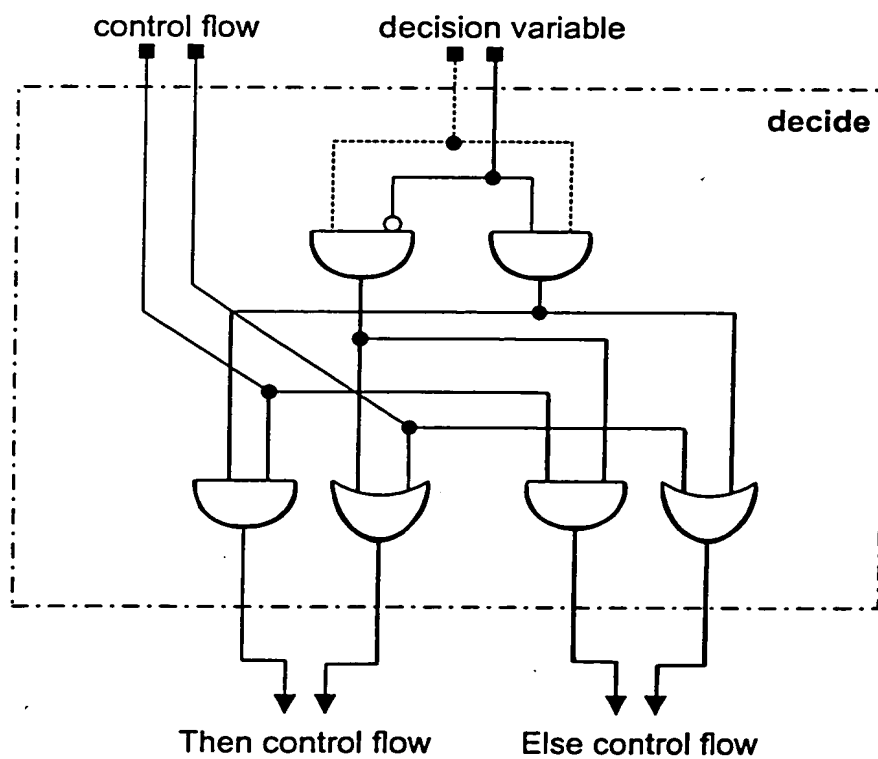 control flow
decision variable
decide
Then control flow
Else control flow